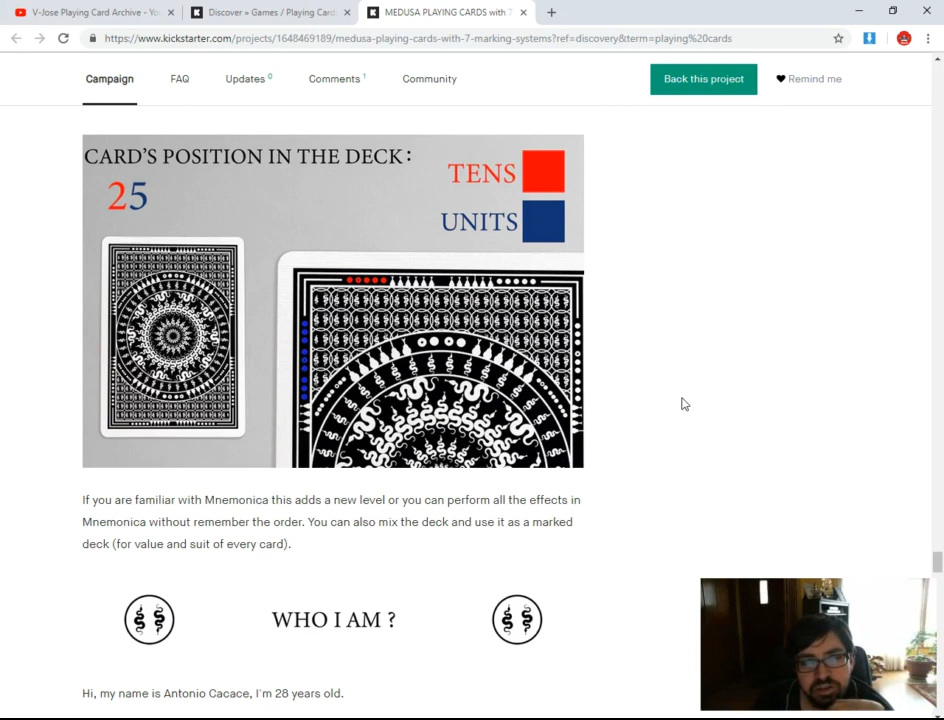 V-Jose Playing Card Archive - Yo
Discover » Games / Playing Card
MEDUSA PLAYING CARDS with 7
https://www.kickstarter.com/projects/1648469189/medusa-playing-cards-with-7-marking-systems?ref=discovery&term=playing%20cards
Campaign FAQ Updates 0 Comments 1 Community Back this project Remind me
CARD'S POSITION IN THE DECK:
25
TENS
UNITS
If you are familiar with Mnemonica this adds a new level or you can perform all the effects in
Mnemonica without remember the order. You can also mix the deck and use it as a marked
deck (for value and suit of every card).
WHO I AM ?
Hi, my name is Antonio Cacace, I'm 28 years old.